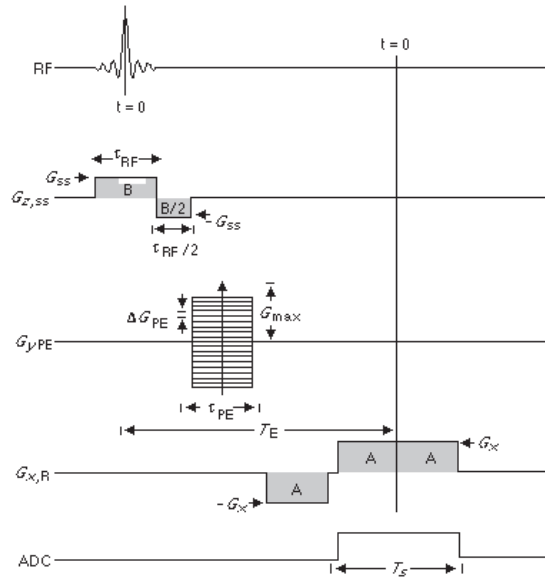 t = 0
RF
t = 0
τRF
Gss
B
Gz,ss
B/2
- Gss
τRF /2
Δ GPE
Gmax
GyPE
τPE
TE
Gx
Gx,R
A
A
A
- Gx
ADC
Ts